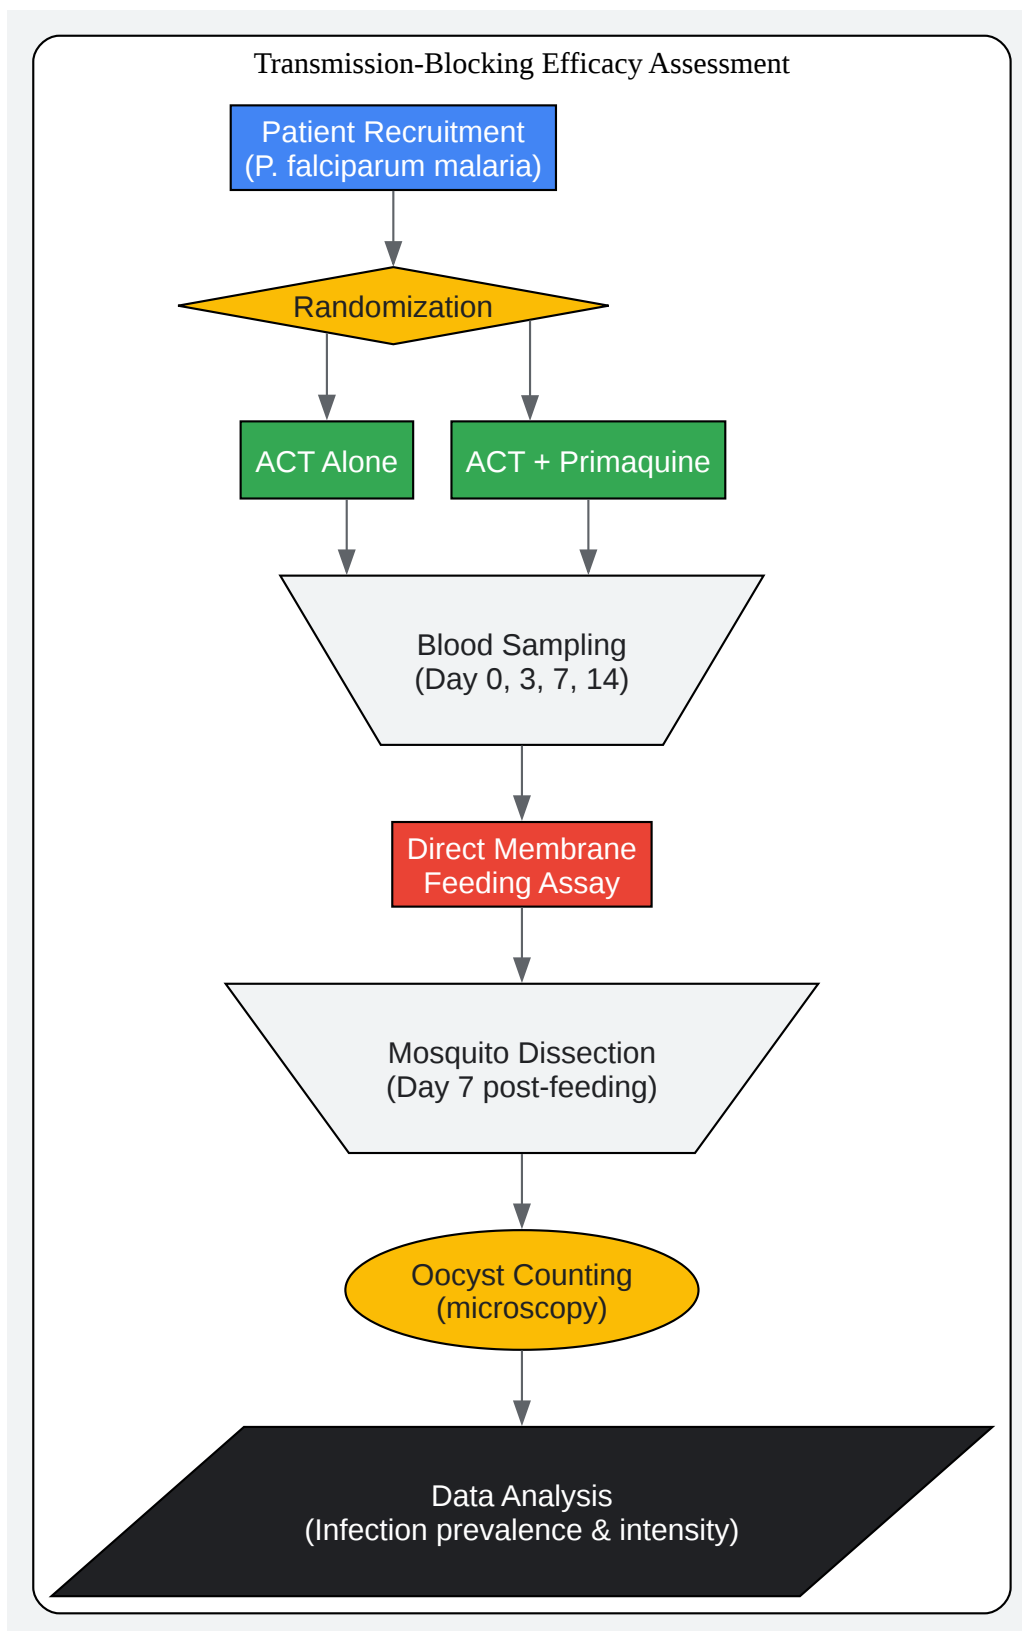 Transmission-Blocking Efficacy Assessment
Patient Recruitment
(P. falciparum malaria)
Randomization
ACT Alone
ACT + Primaquine
Blood Sampling
(Day 0, 3, 7, 14)
Direct Membrane
Feeding Assay
Mosquito Dissection
(Day 7 post-feeding)
Oocyst Counting
(microscopy)
Data Analysis
(Infection prevalence & intensity)